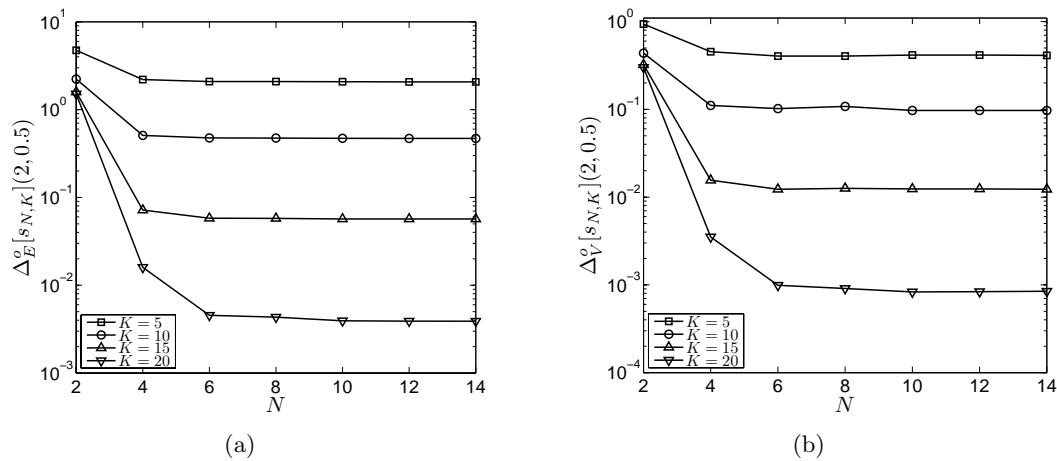 10^1
10^0
10^-1
10^-2
10^-3
Δ^o_E[s_{N,K}](2, 0.5)
K = 5
K = 10
K = 15
K = 20
2 4 6 8 10 12 14
N
(a)
10^0
10^-1
10^-2
10^-3
10^-4
Δ^o_V[s_{N,K}](2, 0.5)
K = 5
K = 10
K = 15
K = 20
2 4 6 8 10 12 14
N
(b)